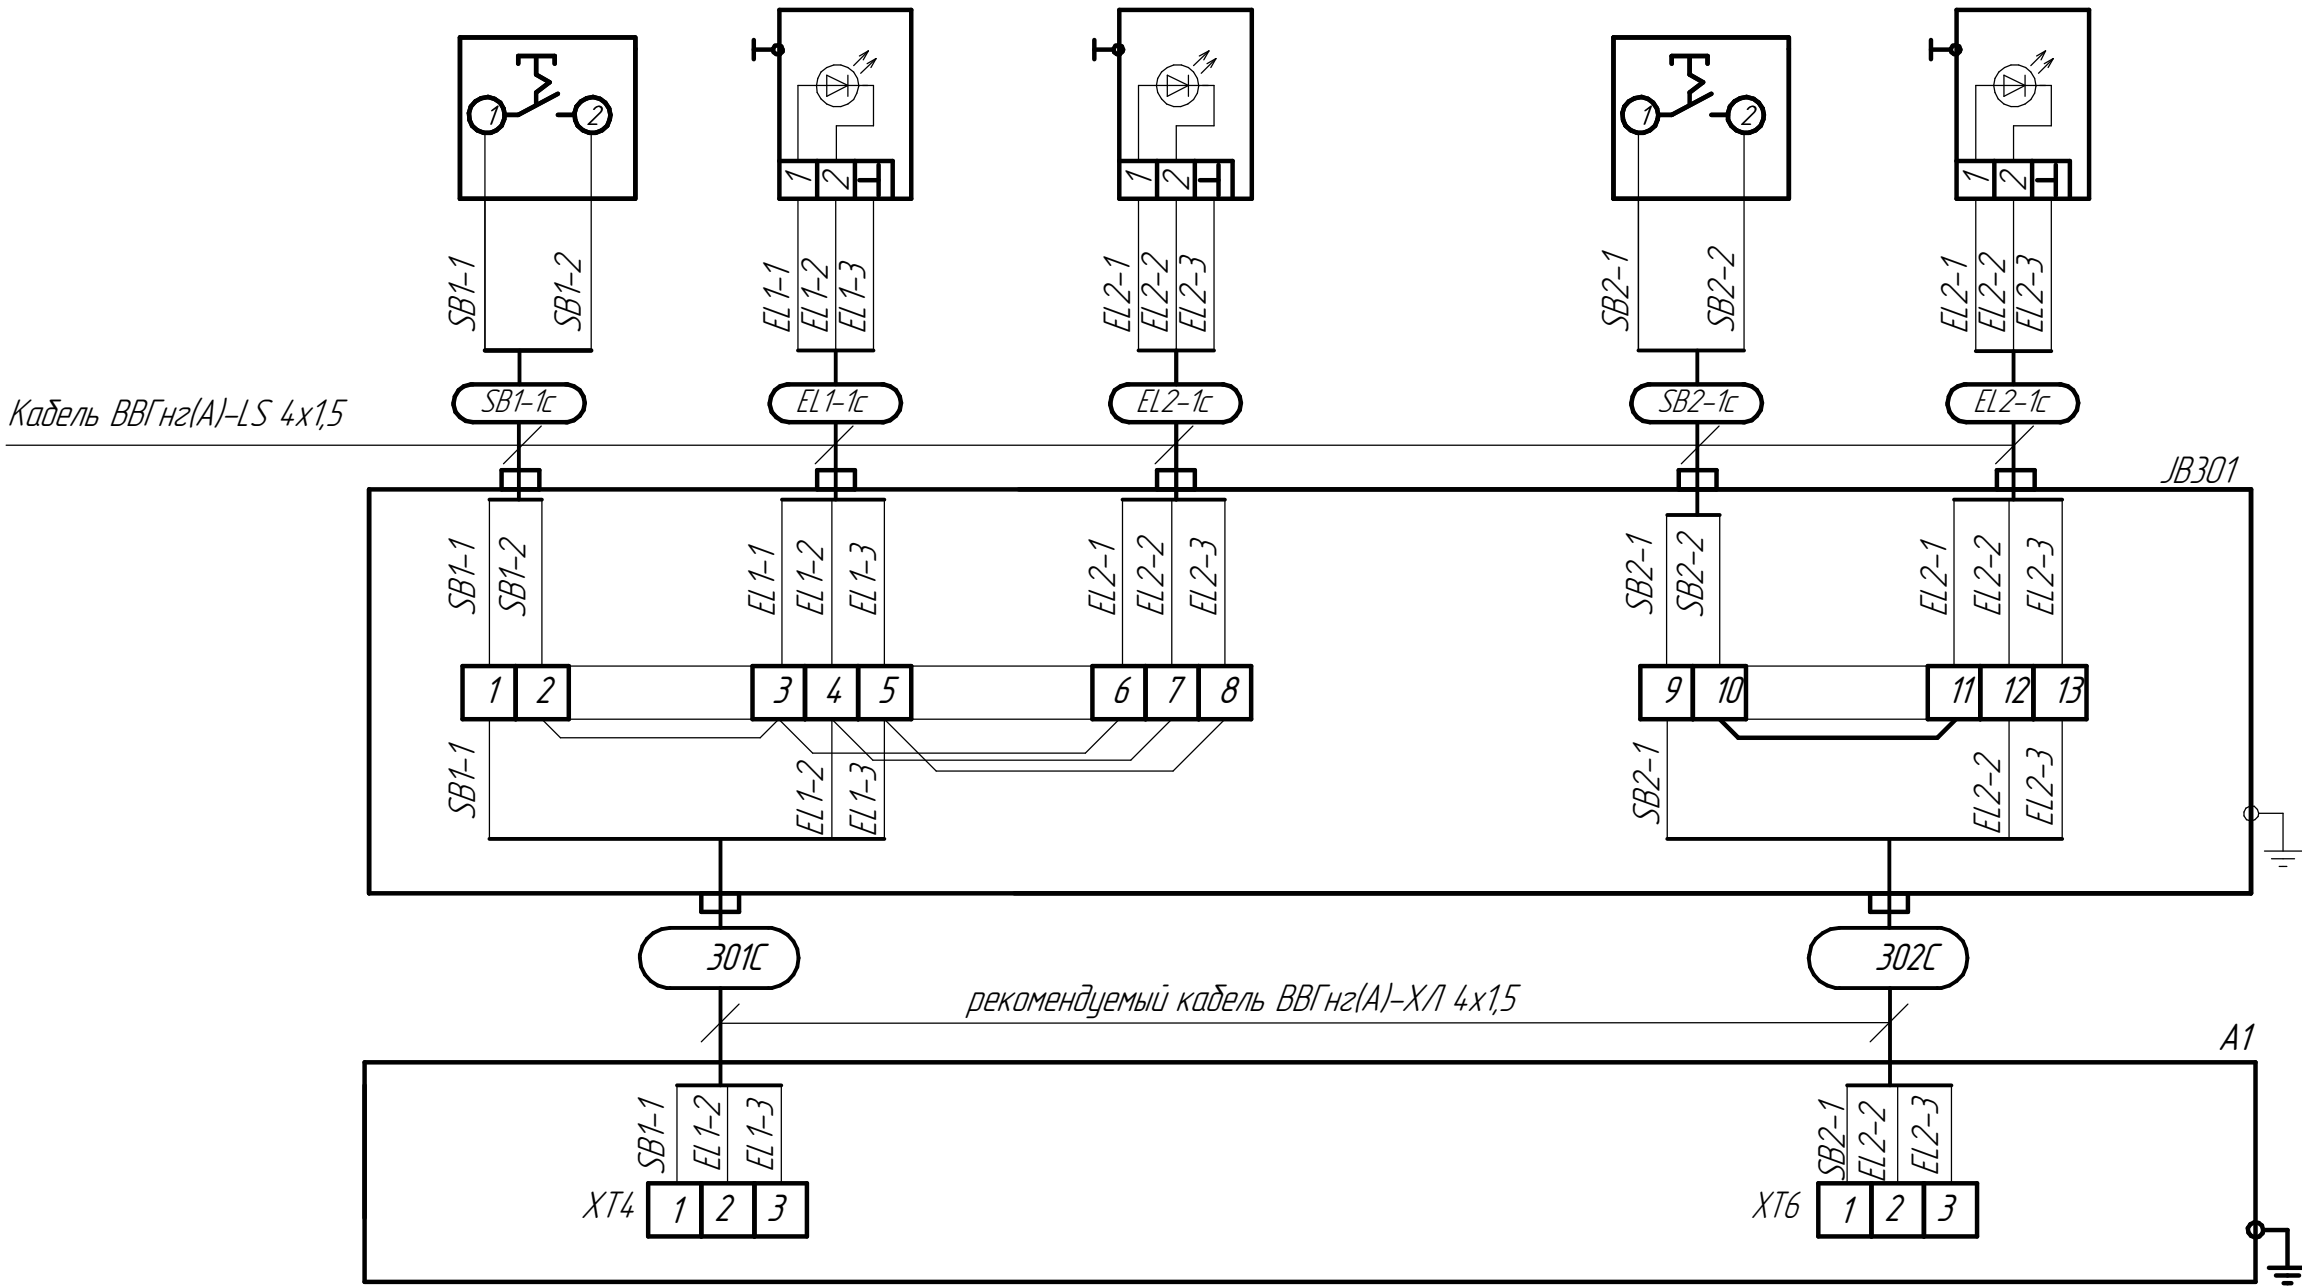 1 2
1 2
1 2
1 2
1 2
SB1-1 SB1-2
EL1-1 EL1-2 EL1-3
EL2-1 EL2-2 EL2-3
SB2-1 SB2-2
EL2-1 EL2-2 EL2-3
Кабель ВВГнг(А)-LS 4х1,5
SB1-1с
EL1-1с
EL2-1с
SB2-1с
EL2-1с
JB301
SB1-1 SB1-2
EL1-1 EL1-2 EL1-3
EL2-1 EL2-2 EL2-3
SB2-1 SB2-2
EL2-1 EL2-2 EL2-3
1 2
3 4 5
6 7 8
9 10
11 12 13
SB1-1
EL1-2 EL1-3
SB2-1
EL2-2 EL2-3
301С
302С
рекомендуемый кабель ВВГнг(А)-ХЛ 4х1,5
А1
SB1-1 EL1-2 EL1-3
SB2-1 EL2-2 EL2-3
XT4 1 2 3
XT6 1 2 3